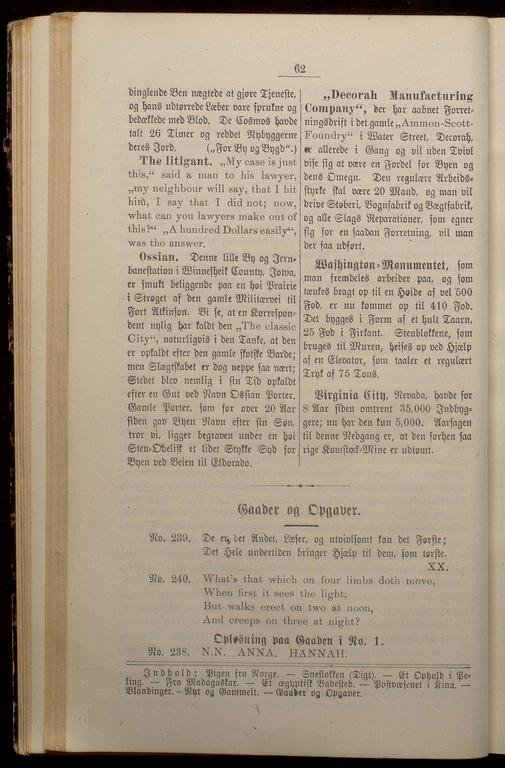 62
dinglende Ben nægtede at gjøre Tjeneste,
og hans udtørrede Læber vare sprukne og
bedækkede med Blod. De Cosmos havde
talt 26 Timer og reddet Nybyggerne
deres Jord. („For By og Bygd“.)
The litigant. „My case is just
this,“ said a man to his lawyer,
„my neighbour will say, that I hit
him, I say that I did not; now,
what can you lawyers make out of
this?“ „A hundred Dollars easily“,
was tho answer.
Ossian. Denne lille By og Jern-
banestation i Winnesheik County, Iowa,
er smukt beliggende paa en høi Prairie
i Strøget af den gamle Militærvei til
Fort Atkinson. Vi se, at en Korrespon-
dent nylig har kaldt den „The classic
City“, naturligvis i den Tanke, at den
er opkaldt efter den gamle skotske Barde;
men Slægtskabet er dog neppe saa nært;
Stedet blev nemlig i sin Tid opkaldt
efter en Gut ved Navn Ossian Porter.
Gamle Porter, som for over 20 Aar
siden gav Byen Navn efter sin Søn,
tror vi, ligger begraven under en høi
Sten-Obelisk et lidet Stykke Syd for
Byen ved Veien til Eldorado.
„Decorah Manufacturing
Company“, der har aabnet Forret-
ningsdrift i det gamle „Ammon-Scott-
Foundry“ i Water Street, Decorah,
er allerede i Gang og vil uden Tvivl
vise sig at være en Fordel for Byen og
dens Omegn. Den regulære Arbeids-
styrke skal være 20 Mand, og man vil
drive Støberi, Vognfabrik og Vægtfabrik,
og alle Slags Reparationer, som egner
sig for en saadan Forretning, vil man
der faa udført.
Washington-Monumentet, som
man fremdeles arbeider paa, og som
tænkes bragt op til en Høide af vel 500
Fod, er nu kommet op til 410 Fod.
Det bygges i Form af et hult Taarn,
25 Fod i Firkant. Stenblokkene, som
bruges til Muren, heises op ved Hjælp
af en Elevator, som taaler et regulært
Tryk af 75 Tons.
Virginia City, Nevada, havde for
8 Aar siden omtrent 35,000 Indbyg-
gere; nu har den kun 5,000. Aarsagen
til denne Nedgang er, at den forhen saa
rige Komstock-Mine er udtømt.
Gaader og Opgaver.
No. 239. De er det Andet, Læser, og utvivlsomt kan det Første;
Det Hele undertiden bringer Hjælp til dem, som tørste.
XX.
No. 240. What's that which on four limbs doth move,
When first it sees the light,
But walks erect on two at noon,
And creeps on three at night?
Opløsning paa Gaaden i No. 1.
No. 238. N.N. ANNA. HANNAH.
Indhold: Pigen fra Norge. — Snefloken (Digt). — Et Ophold i Pe-
king. — Fra Madagaskar. — Et ægyptisk Badested. — Postvæsenet i Kina. —
Blandinger. - Nyt og Gammelt. — Gaader og Opgaver.